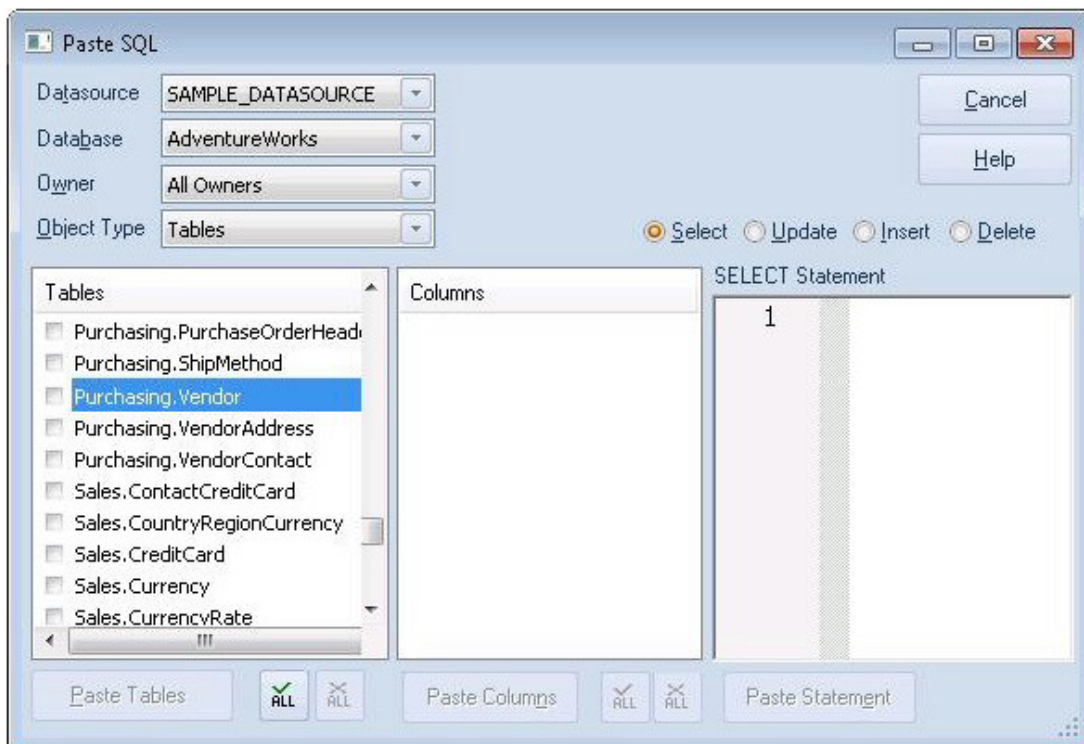 Paste SQL
Datasource SAMPLE_DATASOURCE
Cancel
Database AdventureWorks
Help
Owner All Owners
Object Type Tables
Select Update Insert Delete
Tables
Columns
SELECT Statement
1
Purchasing.PurchaseOrderHeade
Purchasing.ShipMethod
Purchasing.Vendor
Purchasing.VendorAddress
Purchasing.VendorContact
Sales.ContactCreditCard
Sales.CountryRegionCurrency
Sales.CreditCard
Sales.Currency
Sales.CurrencyRate
Paste Tables ALL ALL Paste Columns ALL ALL Paste Statement